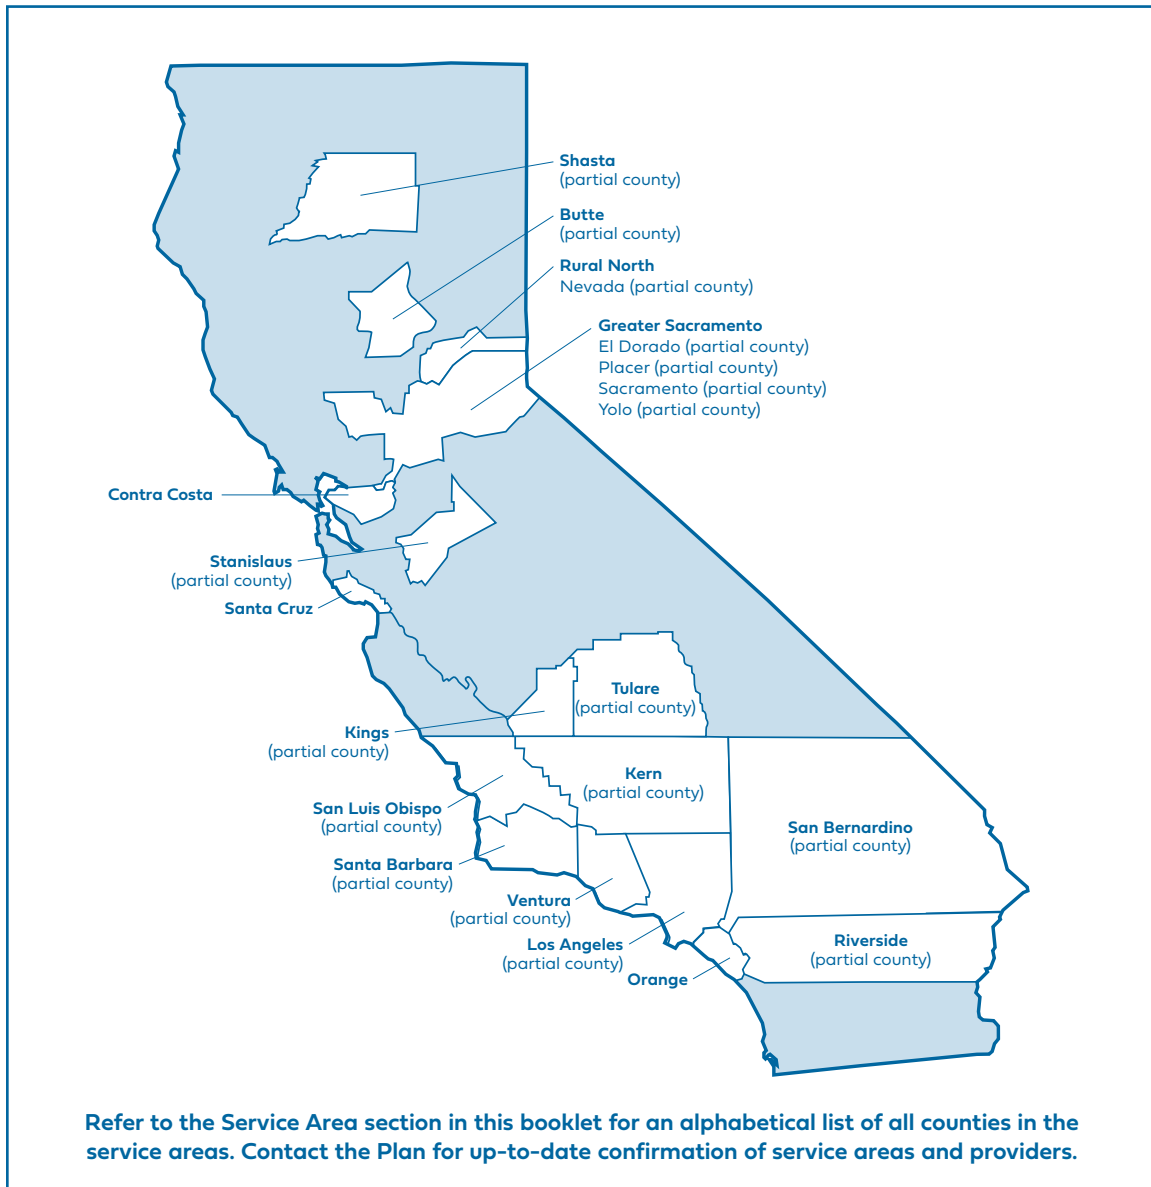 Shasta
(partial county)
Butte
(partial county)
Rural North
Nevada (partial county)
Greater Sacramento
El Dorado (partial county)
Placer (partial county)
Sacramento (partial county)
Yolo (partial county)
Contra Costa
Stanislaus
(partial county)
Santa Cruz
Tulare
(partial county)
Kings
(partial county)
Kern
(partial county)
San Luis Obispo
(partial county)
San Bernardino
(partial county)
Santa Barbara
(partial county)
Ventura
(partial county)
Los Angeles
(partial county)
Riverside
(partial county)
Orange
Refer to the Service Area section in this booklet for an alphabetical list of all counties in the
service areas. Contact the Plan for up-to-date confirmation of service areas and providers.